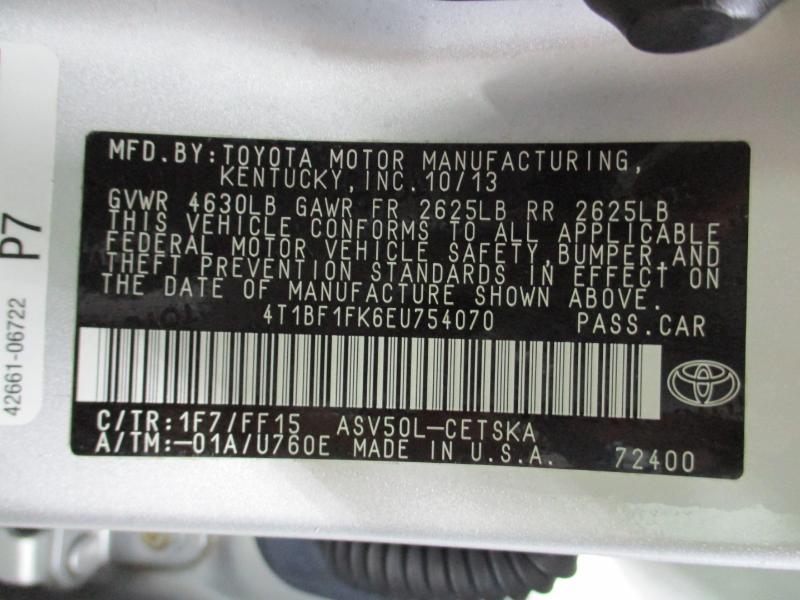 MFD.BY:TOYOTA MOTOR MANUFACTURING,
KENTUCKY,INC.10/13
GVWR 4630LB GAWR FR 2625LB RR 2625LB
THIS VEHICLE CONFORMS TO ALL APPLICABLE
FEDERAL MOTOR VEHICLE SAFETY,BUMPER,AND
THEFT PREVENTION STANDARDS IN EFFECT ON
THE DATE OF MANUFACTURE SHOWN ABOVE.
4T1BF1FK6EU754070 PASS.CAR
C/TR:1F7/FF15 ASV50L-CETSKA
A/TM:-01A/U760E MADE IN U.S.A. 72400
P7
42661-06722